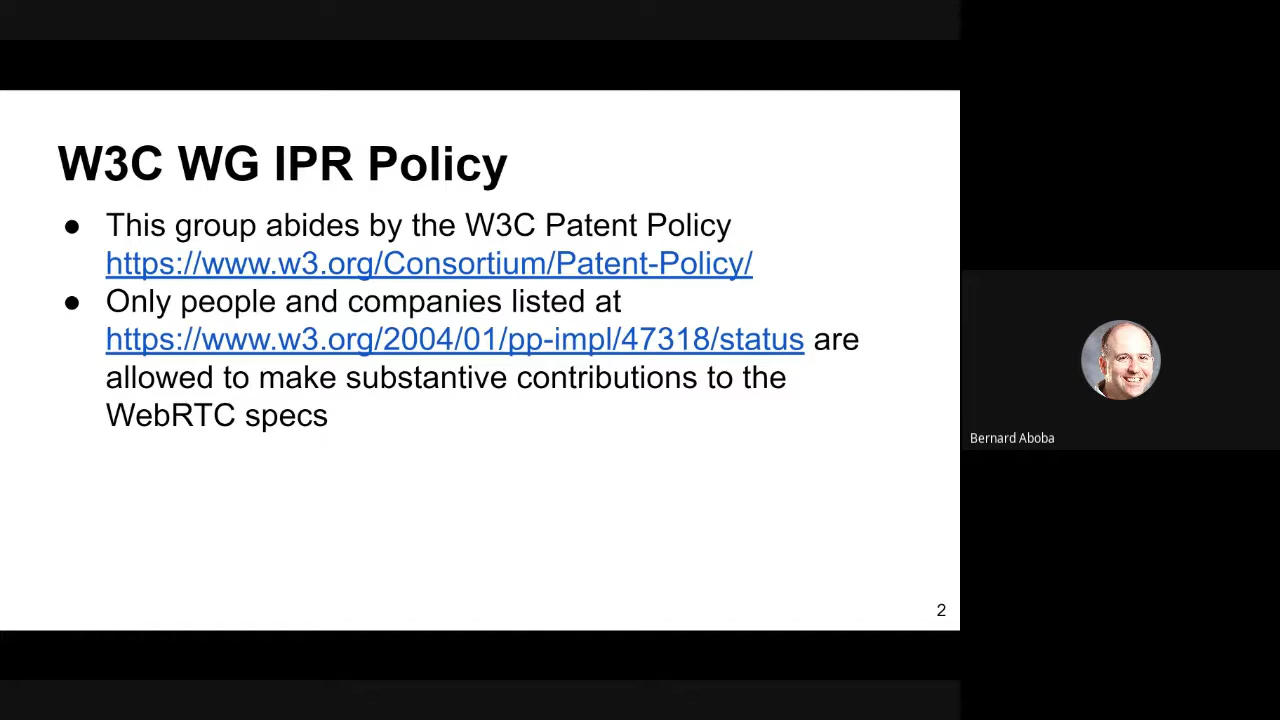 W3C WG IPR Policy
● This group abides by the W3C Patent Policy
https://www.w3.org/Consortium/Patent-Policy/
● Only people and companies listed at
https://www.w3.org/2004/01/pp-impl/47318/status are
allowed to make substantive contributions to the
WebRTC specs
2
Bernard Aboba